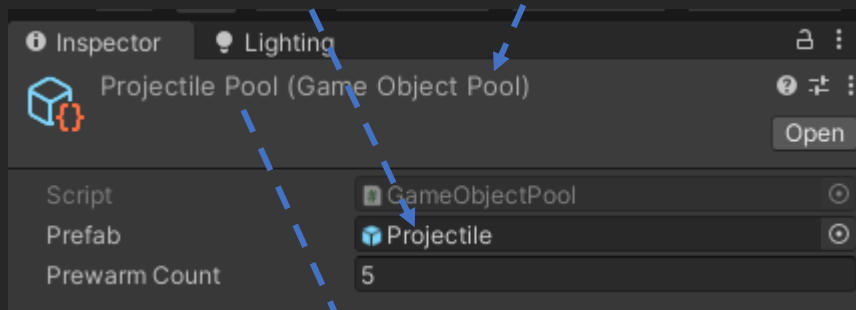 Inspector Lighting
Projectile Pool (Game Object Pool)
Open
Script GameObjectPool
Prefab Projectile
Prewarm Count 5